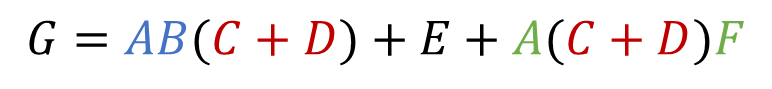 G = AB(C + D) + E + A(C + D)F